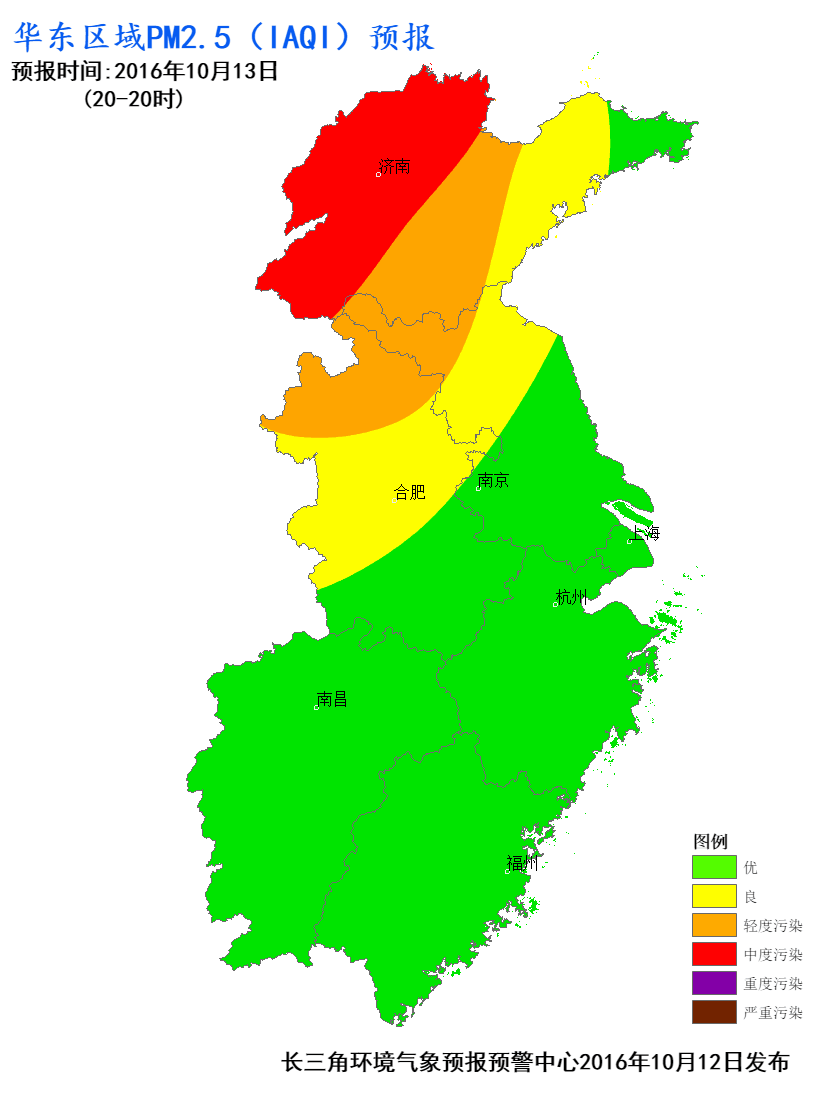 华东区域PM2.5（IAQI）预报
预报时间:2016年10月13日
(20-20时)
济南
合肥
南京
上海
杭州
南昌
福州
图例
优
良
轻度污染
中度污染
重度污染
严重污染
长三角环境气象预报预警中心2016年10月12日发布